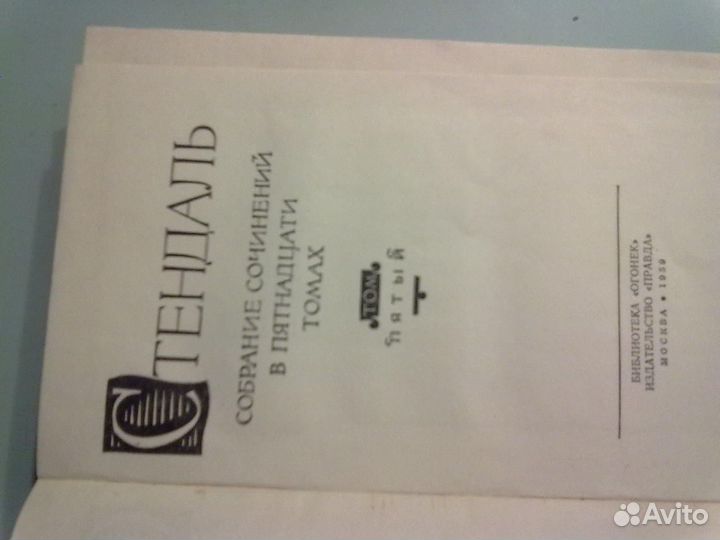 СТЕНДАЛЬ
СОБРАНИЕ СОЧИНЕНИЙ
В ПЯТНАДЦАТИ
ТОМАХ
ТОМ
ПЯТЫЙ
БИБЛИОТЕКА «ОГОНЕК»
ИЗДАТЕЛЬСТВО «ПРАВДА»
МОСКВА • 1959
Avito